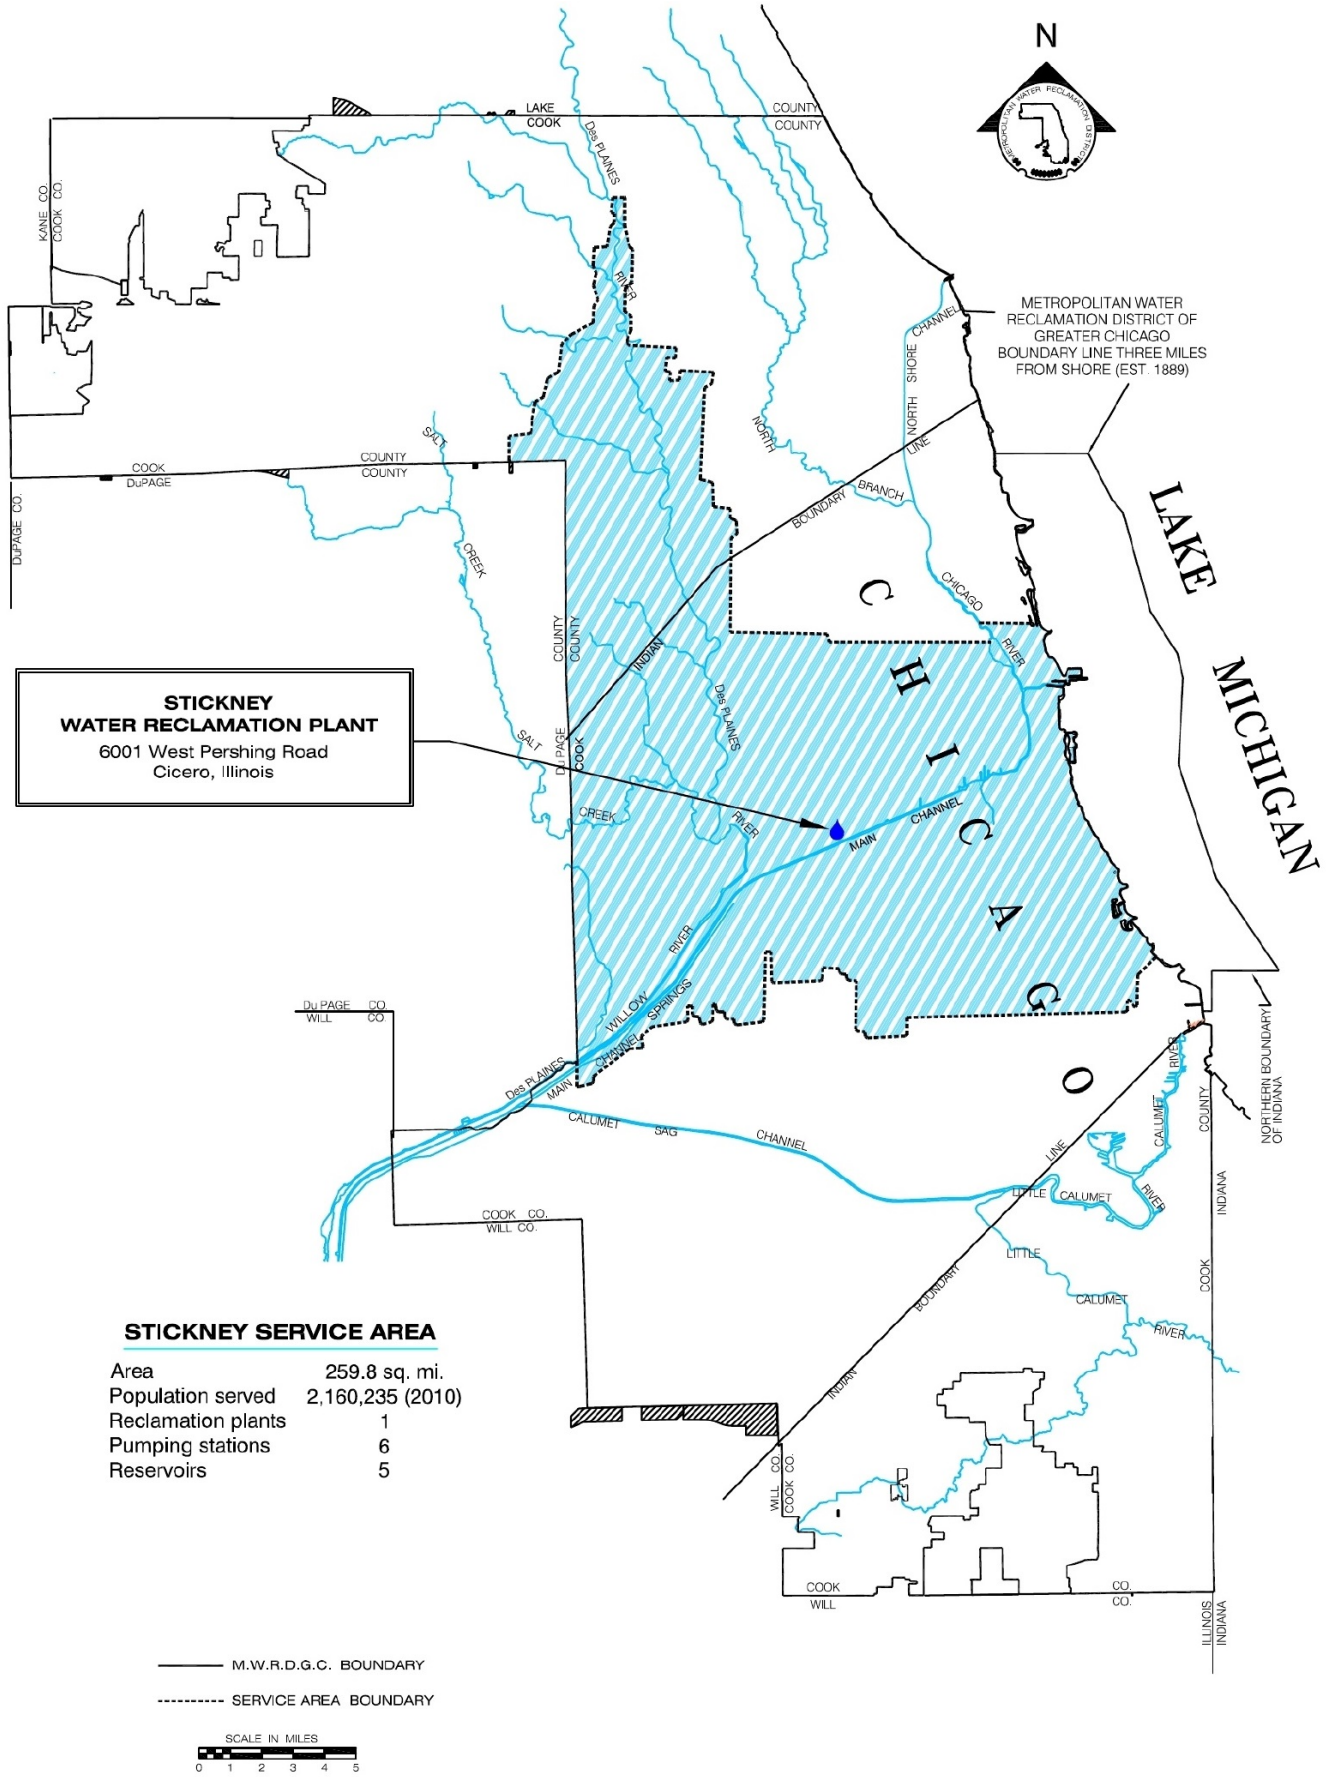 N
METROPOLITAN WATER RECLAMATION DISTRICT
LAKE COUNTY
COOK COUNTY
Des PLAINES
RIVER
KANE CO.
COOK CO.
METROPOLITAN WATER
RECLAMATION DISTRICT OF
GREATER CHICAGO
BOUNDARY LINE THREE MILES
FROM SHORE (EST. 1889)
NORTH SHORE CHANNEL
NORTH BRANCH
CHICAGO RIVER
INDIAN BOUNDARY LINE
SALT CREEK
COOK COUNTY
DuPAGE COUNTY
DuPAGE CO.
LAKE MICHIGAN
CHICAGO
COUNTY
COUNTY
Du PAGE
COOK
SALT
CREEK
Des PLAINES
RIVER
STICKNEY
WATER RECLAMATION PLANT
6001 West Pershing Road
Cicero, Illinois
MAIN CHANNEL
RIVER
WILLOW SPRINGS
Des PLAINES
MAIN CHANNEL
Du PAGE CO.
WILL CO.
CALUMET SAG CHANNEL
LITTLE CALUMET RIVER
CALUMET RIVER
NORTHERN BOUNDARY
OF INDIANA
COOK COUNTY
INDIANA
COOK CO.
WILL CO.
INDIAN BOUNDARY LINE
LITTLE CALUMET RIVER
STICKNEY SERVICE AREA
Area 259.8 sq. mi.
Population served 2,160,235 (2010)
Reclamation plants 1
Pumping stations 6
Reservoirs 5
WILL CO.
COOK CO.
COOK CO.
WILL CO.
ILLINOIS
INDIANA
M.W.R.D.G.C. BOUNDARY
SERVICE AREA BOUNDARY
SCALE IN MILES
0 1 2 3 4 5